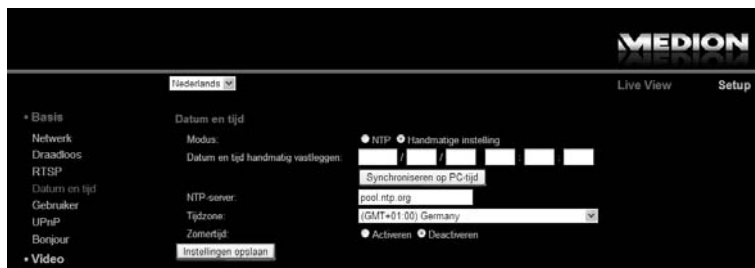 MEDION
Nederlands
Live View Setup
• Basis
Netwerk
Draadloos
RTSP
Datum en tijd
Gebruiker
UPnP
Bonjour
• Video
Datum en tijd
Modus: NTP Handmatige instelling
Datum en tijd handmatig vastleggen: / / : :
Synchroniseren op PC-tijd
NTP-server: pool.ntp.org
Tijdzone: (GMT+01:00) Germany
Zomertijd: Activeren Deactiveren
Instellingen opslaan